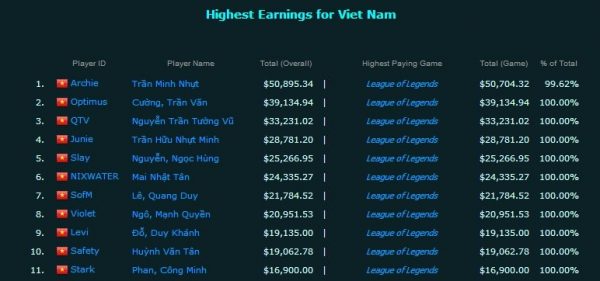 Highest Earnings for Viet Nam
Player ID Player Name Total (Overall) Highest Paying Game Total (Game) % of Total
1. Archie Trần Minh Nhựt $50,895.34 | League of Legends $50,704.32 99.62%
2. Optimus Cường, Trần Văn $39,134.94 | League of Legends $39,134.94 100.00%
3. QTV Nguyễn Trần Tường Vũ $33,231.02 | League of Legends $33,231.02 100.00%
4. Junie Trần Hữu Nhựt Minh $28,781.20 | League of Legends $28,781.20 100.00%
5. Slay Nguyễn, Ngọc Hùng $25,266.95 | League of Legends $25,266.95 100.00%
6. NIXWATER Mai Nhật Tân $24,335.27 | League of Legends $24,335.27 100.00%
7. SofM Lê, Quang Duy $21,784.52 | League of Legends $21,784.52 100.00%
8. Violet Ngô, Mạnh Quyền $20,951.53 | League of Legends $20,951.53 100.00%
9. Levi Đỗ, Duy Khánh $19,135.00 | League of Legends $19,135.00 100.00%
10. Safety Huỳnh Văn Tân $19,062.78 | League of Legends $19,062.78 100.00%
11. Stark Phan, Công Minh $16,900.00 | League of Legends $16,900.00 100.00%